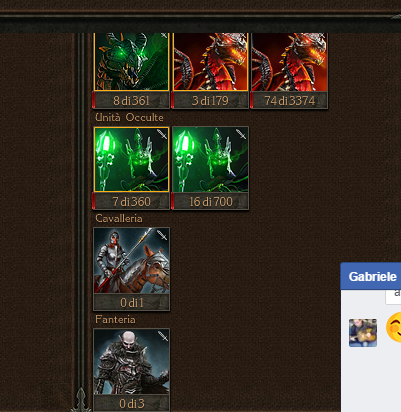 8 di 361 3 di 179 74 di 3374
Unità Occulte
7 di 360 16 di 700
Cavalleria
0 di 1
Gabriele
a
Fanteria
0 di 3